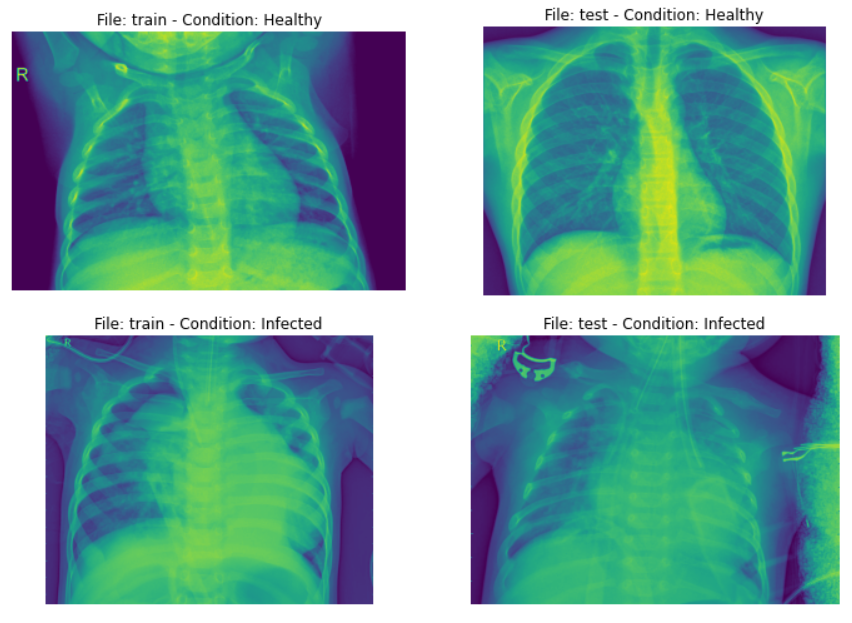 File: train - Condition: Healthy
File: test - Condition: Healthy
R
File: train - Condition: Infected
File: test - Condition: Infected
R
R